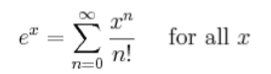 $e^x = \sum_{n=0}^{\infty} \frac{x^n}{n!}$ for all $x$